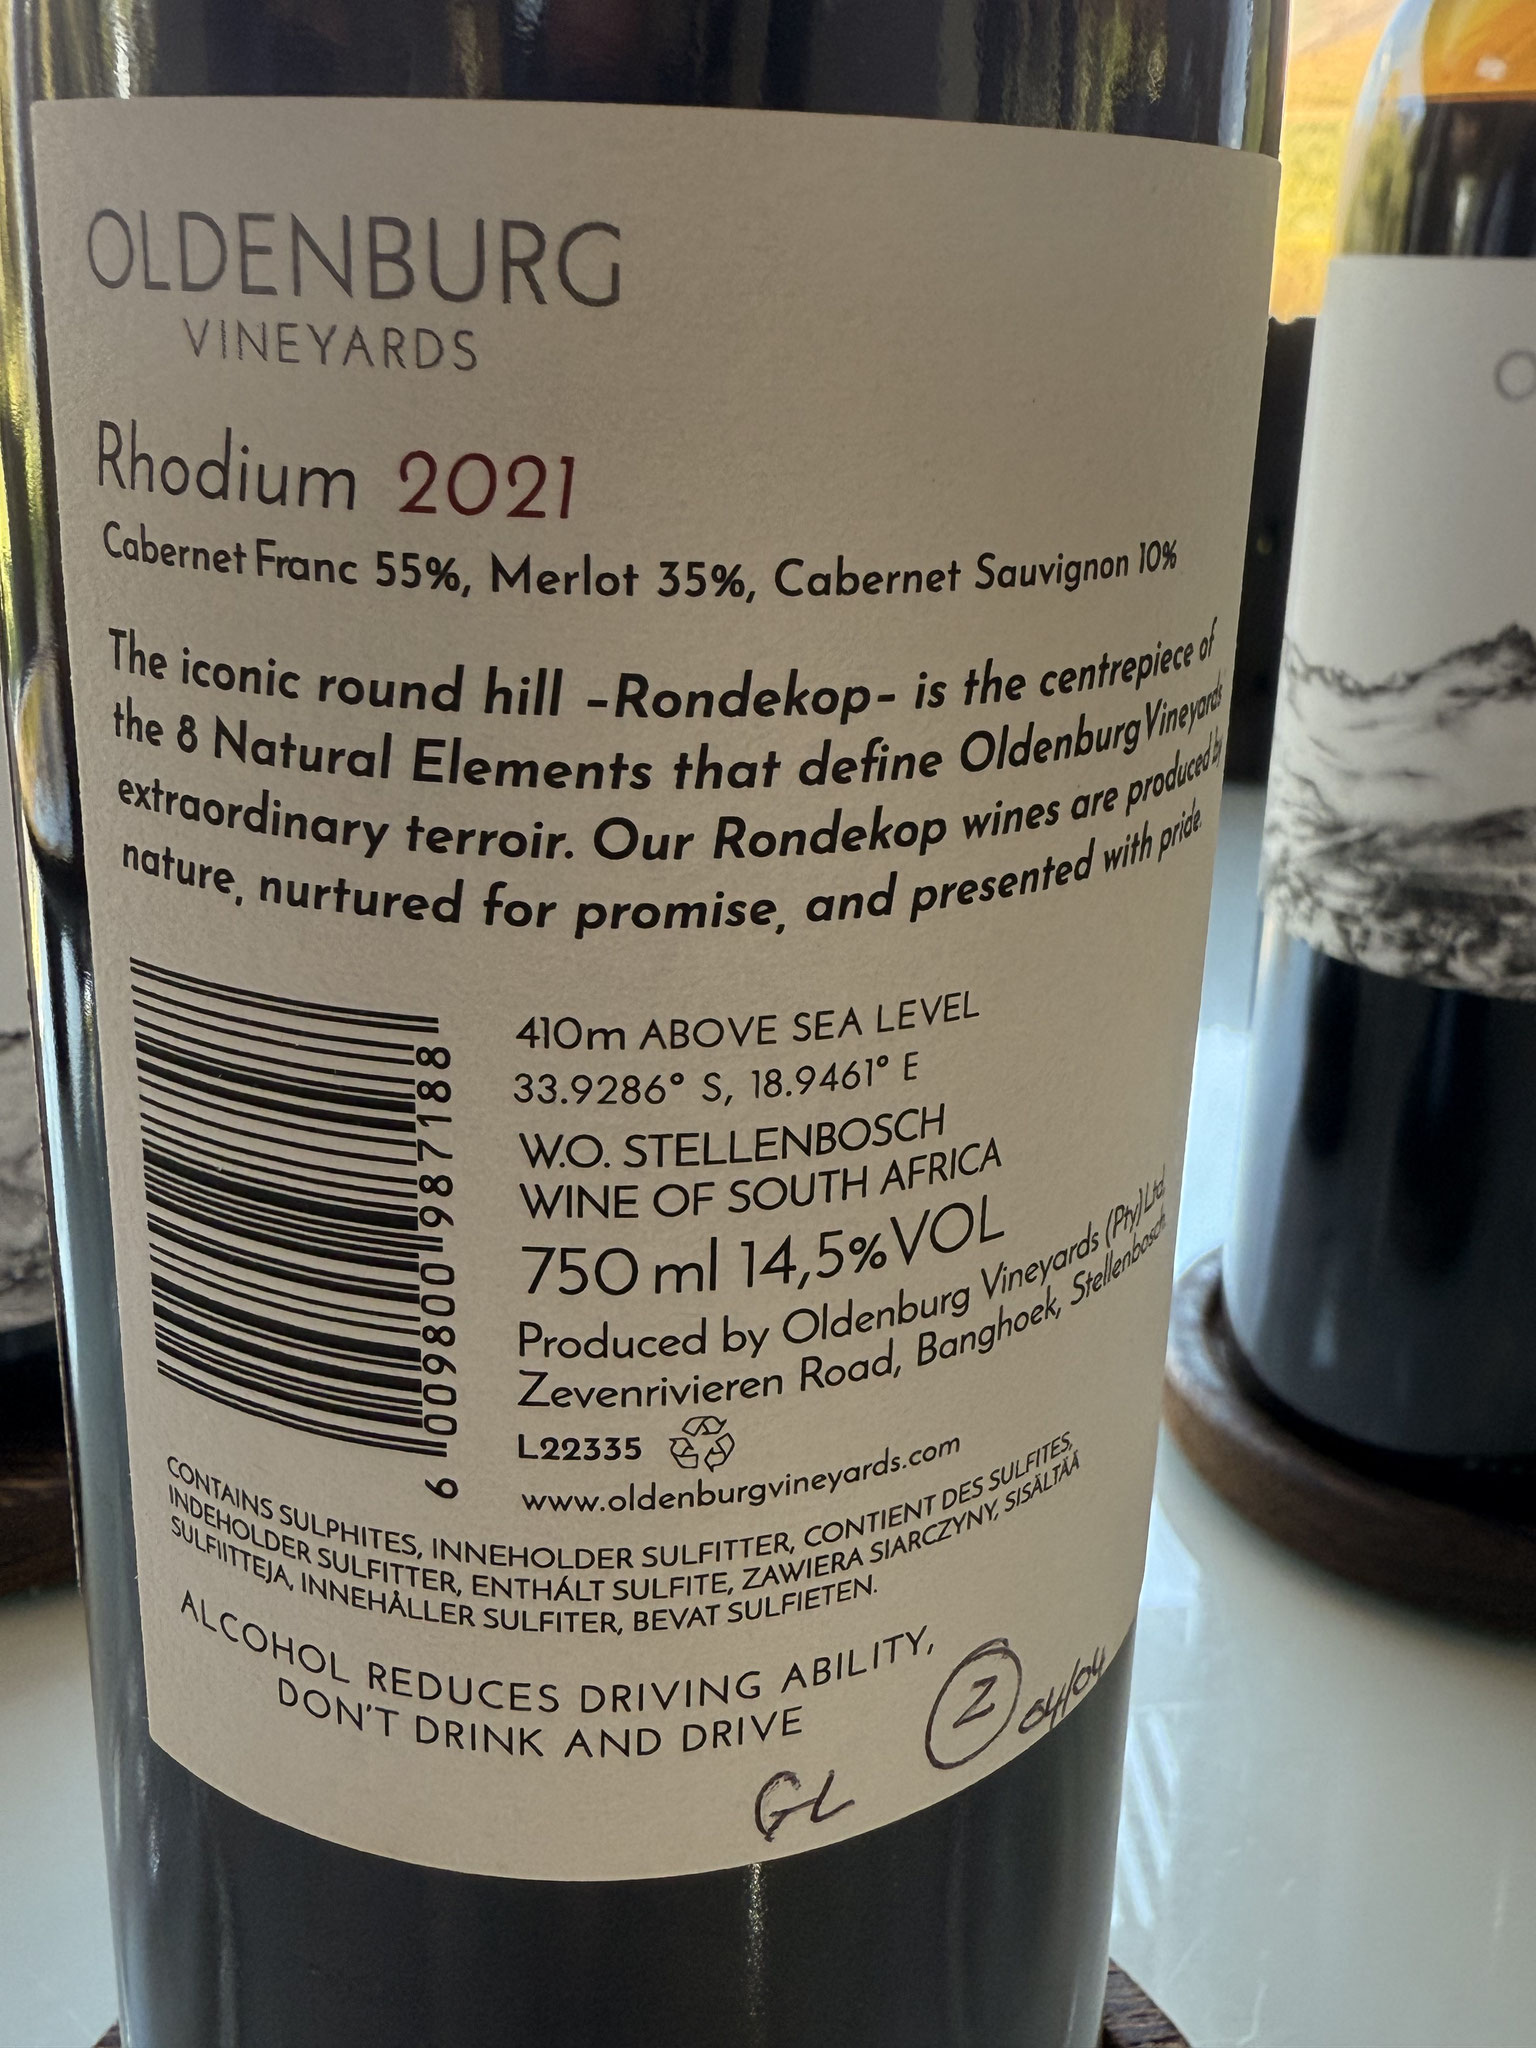 OLDENBURG
VINEYARDS
Rhodium 2021
Cabernet Franc 55%, Merlot 35%, Cabernet Sauvignon 10%
The iconic round hill -Rondekop- is the centrepiece of
the 8 Natural Elements that define Oldenburg Vineyards
extraordinary terroir. Our Rondekop wines are produced by
nature, nurtured for promise, and presented with pride.
6 009800 198718 8
410m ABOVE SEA LEVEL
33.9286° S, 18.9461° E
W.O. STELLENBOSCH
WINE OF SOUTH AFRICA
750 ml 14,5% VOL
Produced by Oldenburg Vineyards (Pty) Ltd.
Zevenrivieren Road, Banghoek, Stellenbosch.
L22335
www.oldenburgvineyards.com
CONTAINS SULPHITES, INNEHOLDER SULFITTER, CONTIENT DES SULFITES,
INDEHOLDER SULFITTER, ENTHÁLT SULFITE, ZAWIERA SIARCZYNY, SISÄLTÄÄ
SULFIITTEJA, INNEHÅLLER SULFITER, BEVAT SULFIETEN.
ALCOHOL REDUCES DRIVING ABILITY,
DON'T DRINK AND DRIVE
2 04/04
GL